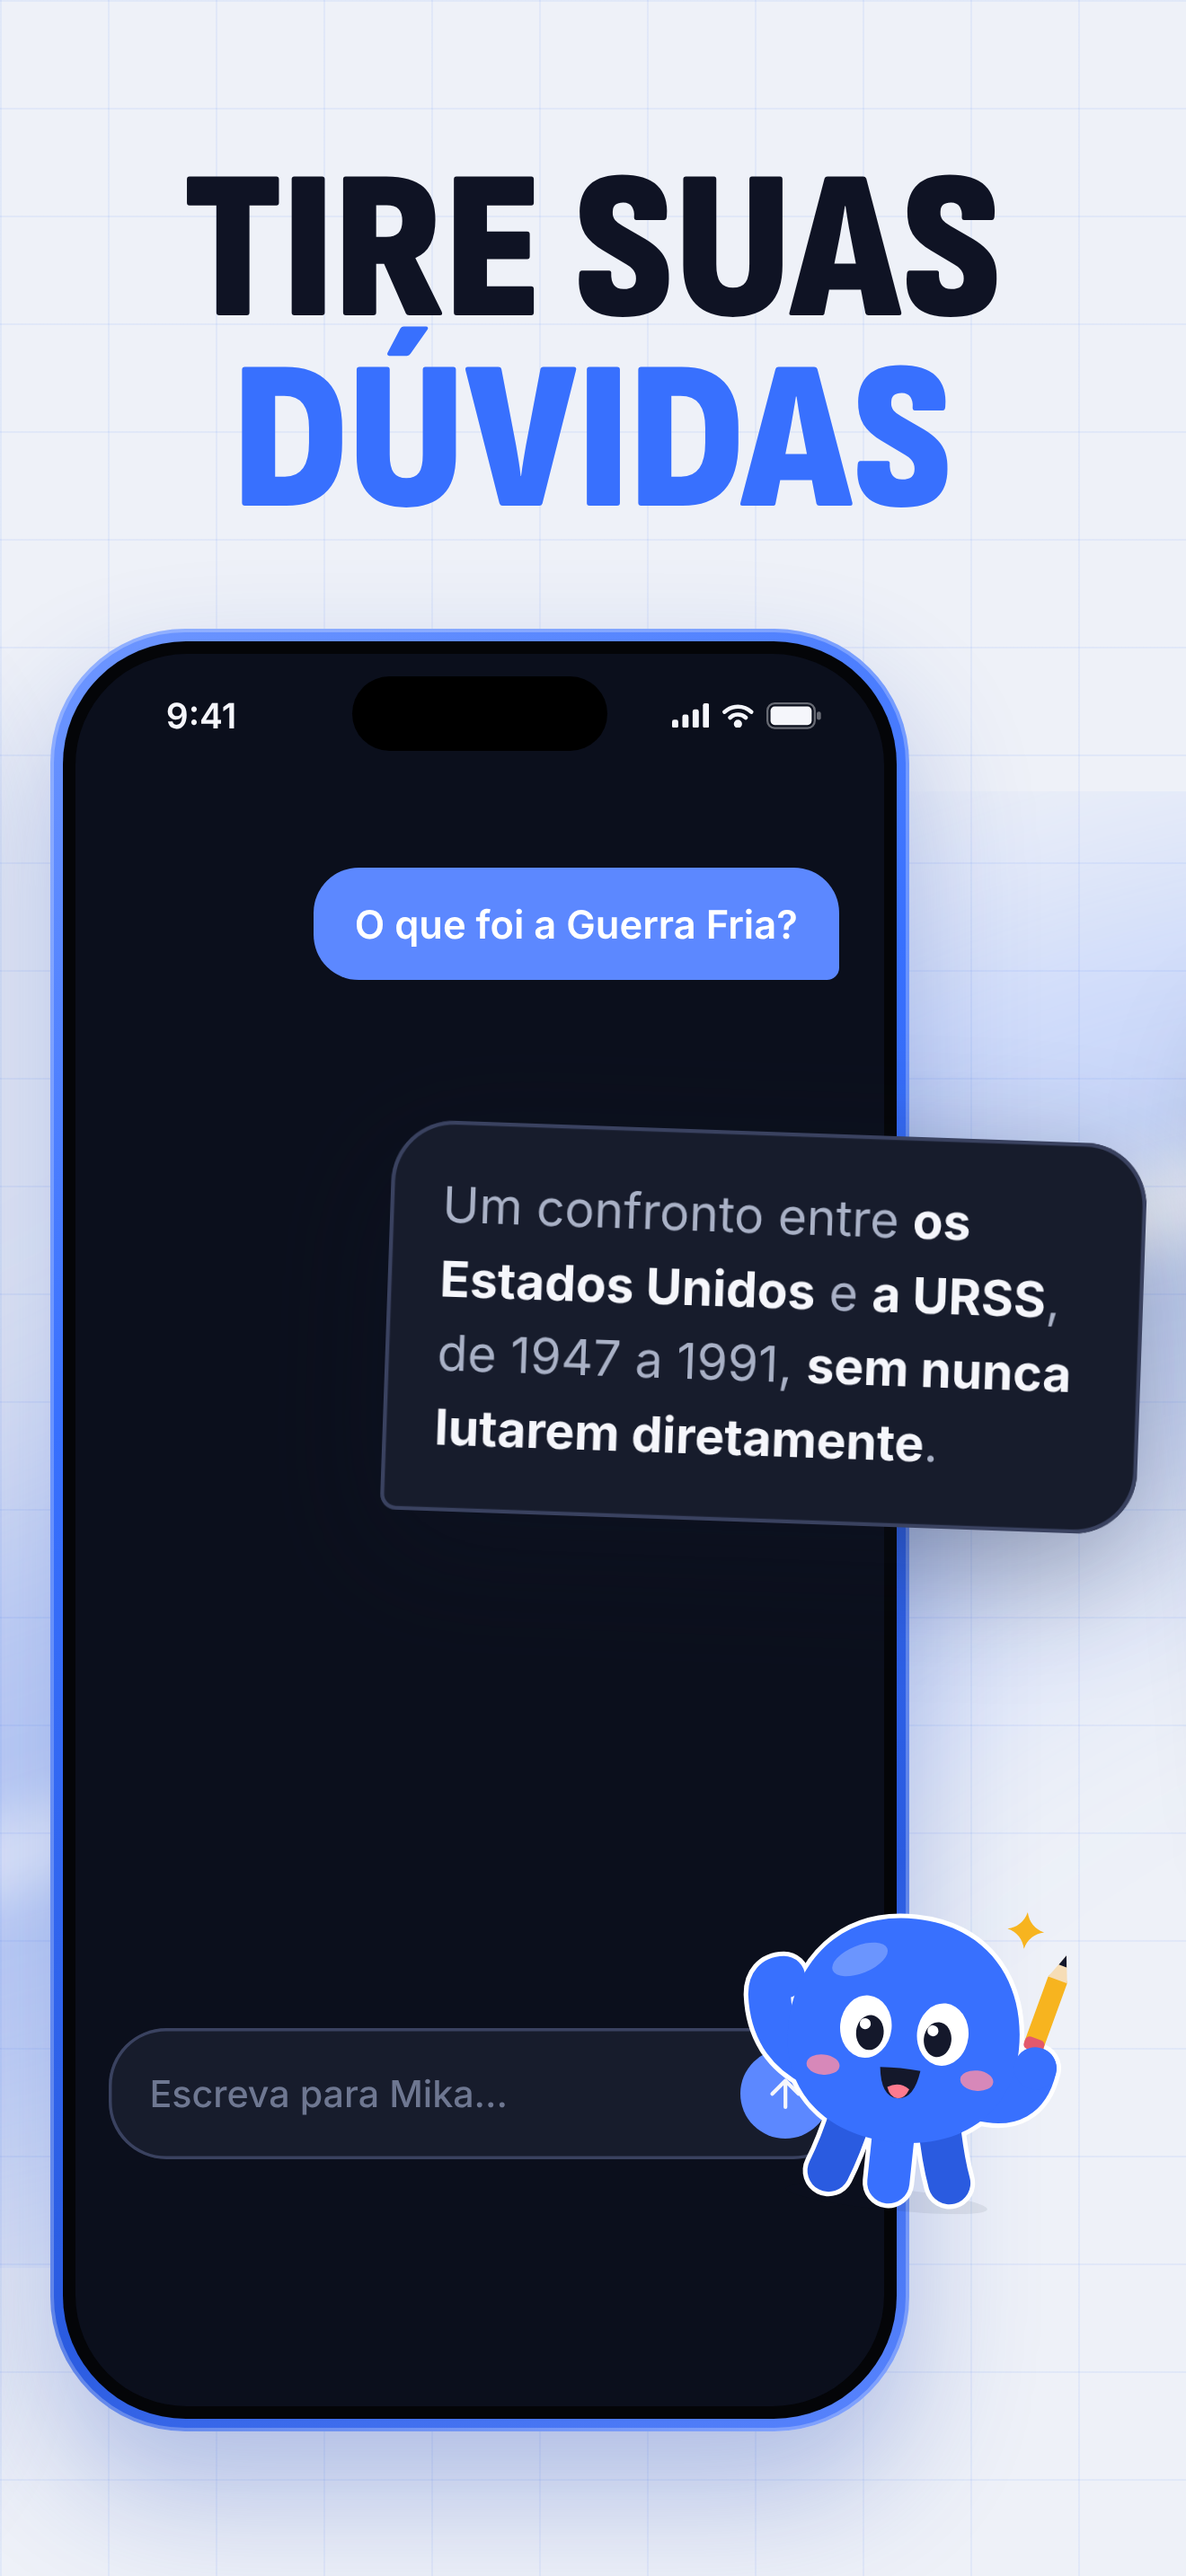 TIRE SUAS
DÚVIDAS
9:41
O que foi a Guerra Fria?
Um confronto entre os
Estados Unidos e a URSS,
de 1947 a 1991, sem nunca
lutarem diretamente.
Escreva para Mika...